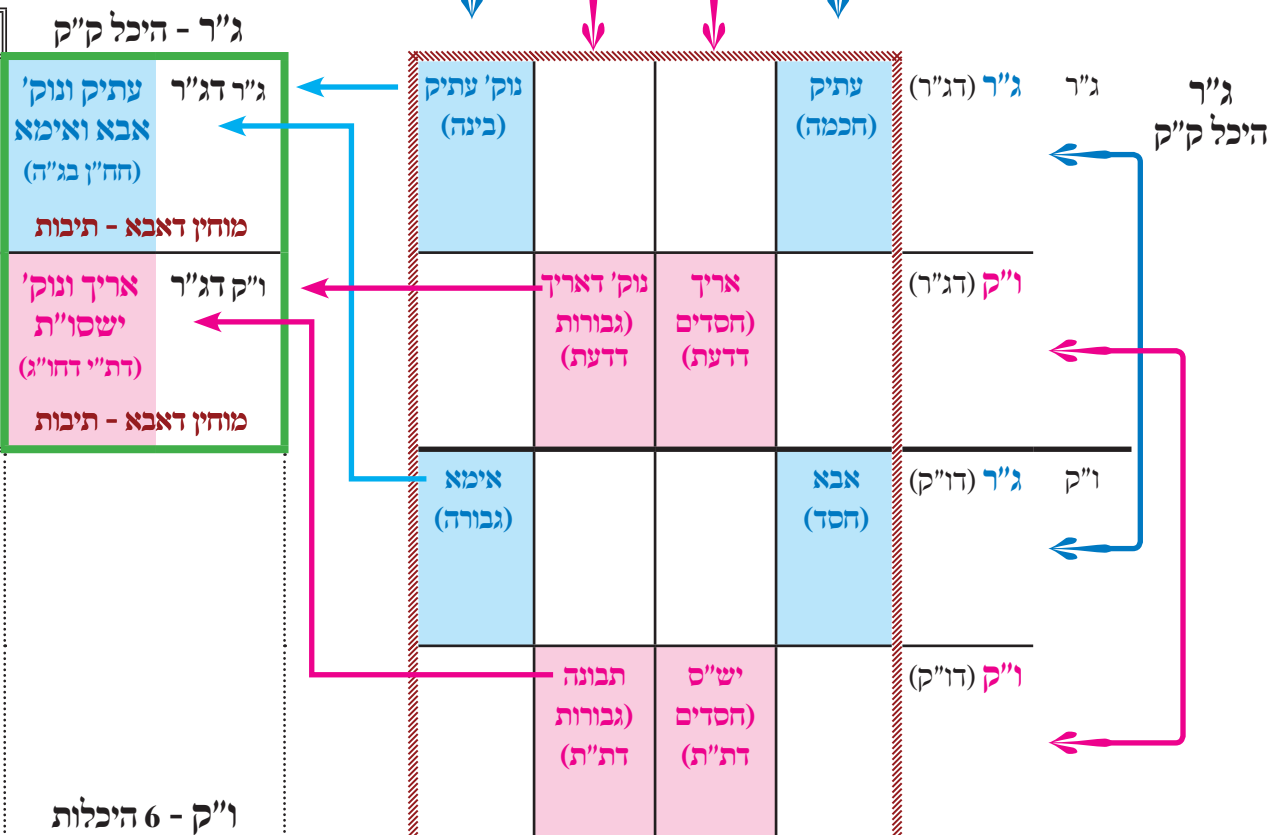 ג"ר
היכל ק"ק
ג"ר
ג"ר (דג"ר)
עתיק
(חכמה)
נוק' עתיק
(בינה)
ו"ק (דג"ר)
אריך
(חסדים
דדעת)
נוק' דאריך
(גבורות
דדעת)
ו"ק
ג"ר (דו"ק)
אבא
(חסד)
אימא
(גבורה)
ו"ק (דו"ק)
יש"ס
(חסדים
דת"ת)
תבונה
(גבורות
דת"ת)
ג"ר - היכל ק"ק
ג"ר דג"ר
עתיק ונוק'
אבא ואימא
(חח"ן בג"ה)
מוחין דאבא - תיבות
ו"ק דג"ר
אריך ונוק'
ישסו"ת
(דת"י דחו"ג)
מוחין דאבא - תיבות
ו"ק - 6 היכלות